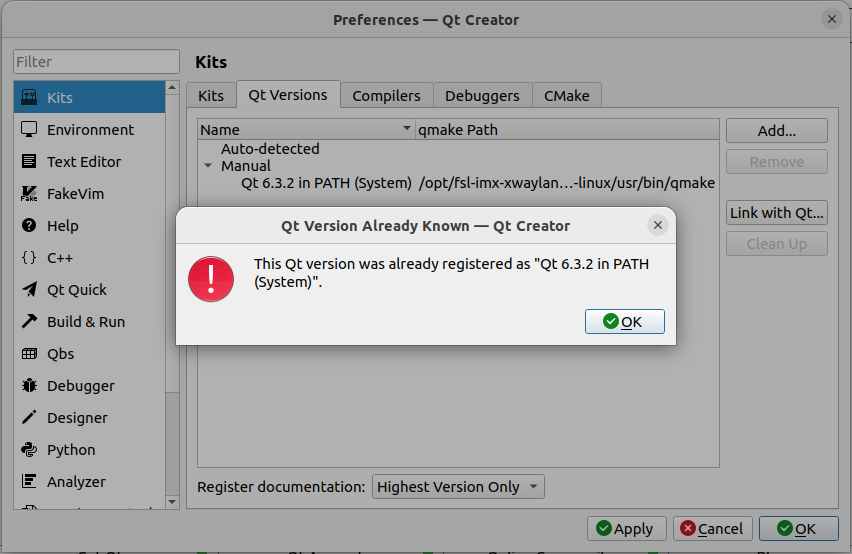 Preferences — Qt Creator
Filter
Kits
Kits
Environment
Text Editor
FakeVim
Help
{} C++
Qt Quick
Build & Run
Qbs
Debugger
Designer
Python
Analyzer
Kits Qt Versions Compilers Debuggers CMake
Name qmake Path
Auto-detected
Manual
Qt 6.3.2 in PATH (System) /opt/fsl-imx-xwaylan...-linux/usr/bin/qmake
Add...
Remove
Link with Qt...
Clean Up
Qt Version Already Known — Qt Creator
This Qt version was already registered as "Qt 6.3.2 in PATH
(System)".
OK
Register documentation: Highest Version Only
Apply Cancel OK